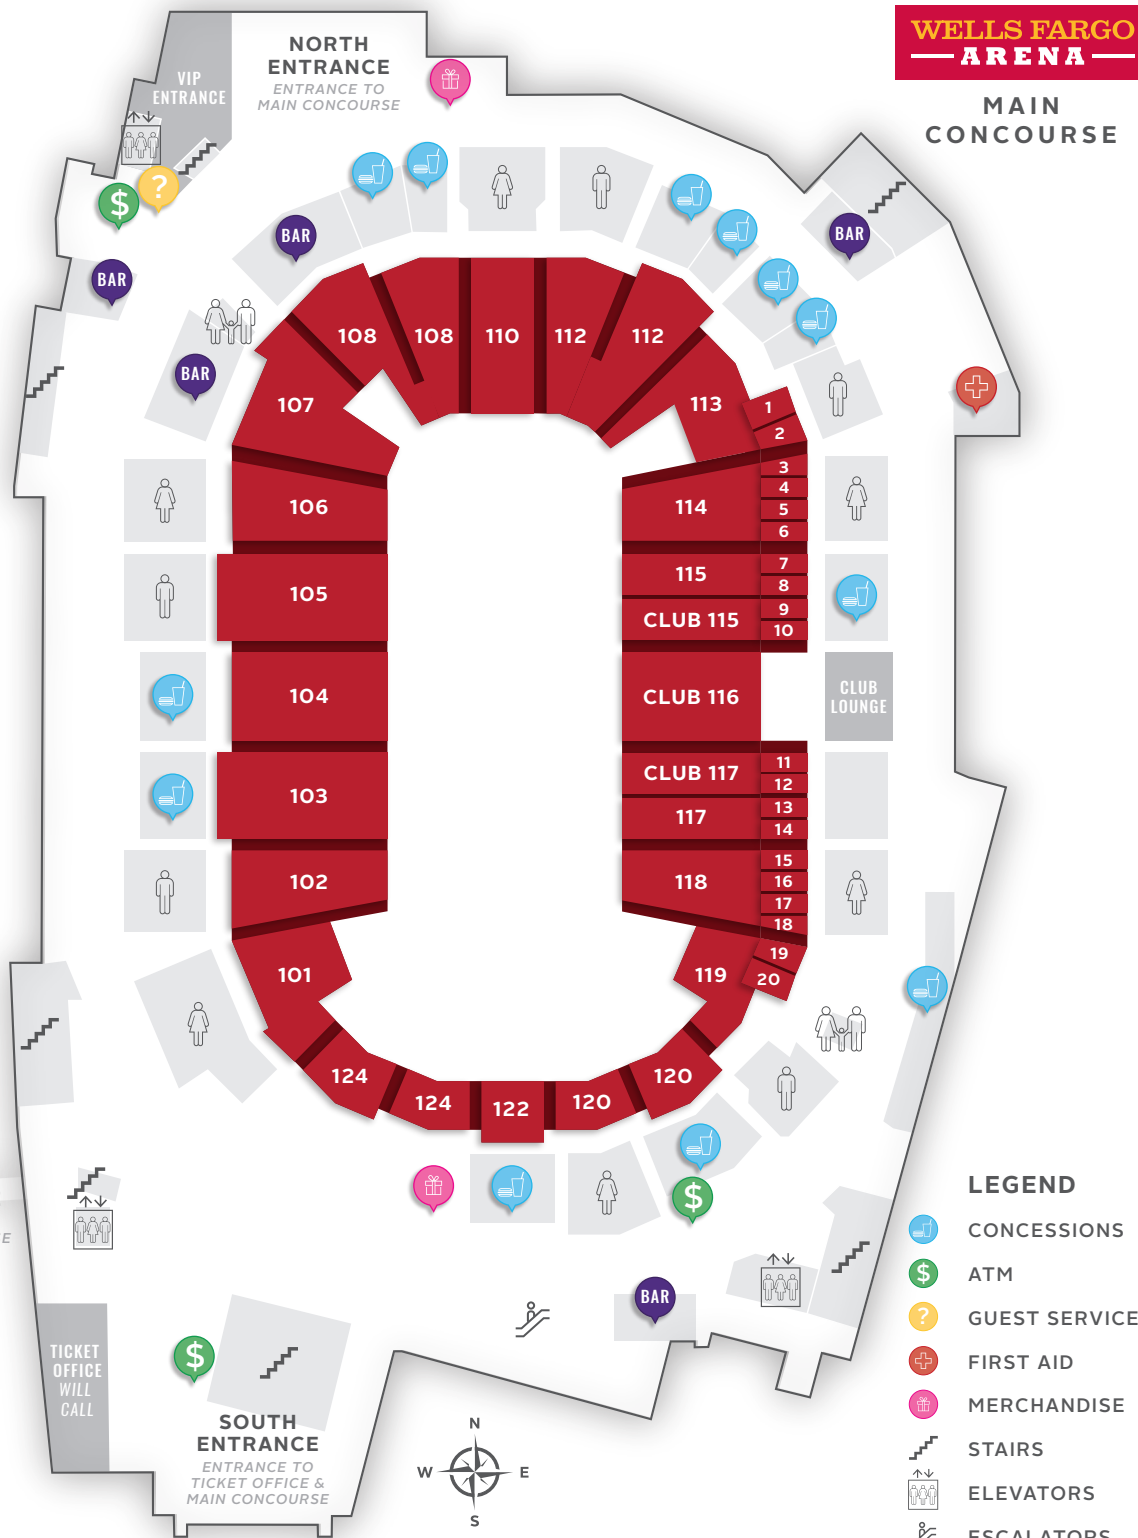 WELLS FARGO
ARENA
MAIN
CONCOURSE
NORTH
ENTRANCE
ENTRANCE TO
MAIN CONCOURSE
VIP
ENTRANCE
?
$
BAR
BAR
BAR
BAR
108
108
110
112
112
107
113
1
2
3
4
5
6
106
114
7
8
9
10
105
115
CLUB 115
104
CLUB 116
CLUB
LOUNGE
103
CLUB 117
117
11
12
13
14
102
118
15
16
17
18
101
119
19
20
124
124
122
120
120
$
BAR
E
TICKET
OFFICE
WILL
CALL
$
SOUTH
ENTRANCE
ENTRANCE TO
TICKET OFFICE &
MAIN CONCOURSE
N
W
E
S
LEGEND
CONCESSIONS
$ ATM
? GUEST SERVICE
FIRST AID
MERCHANDISE
STAIRS
ELEVATORS
ESCALATORS